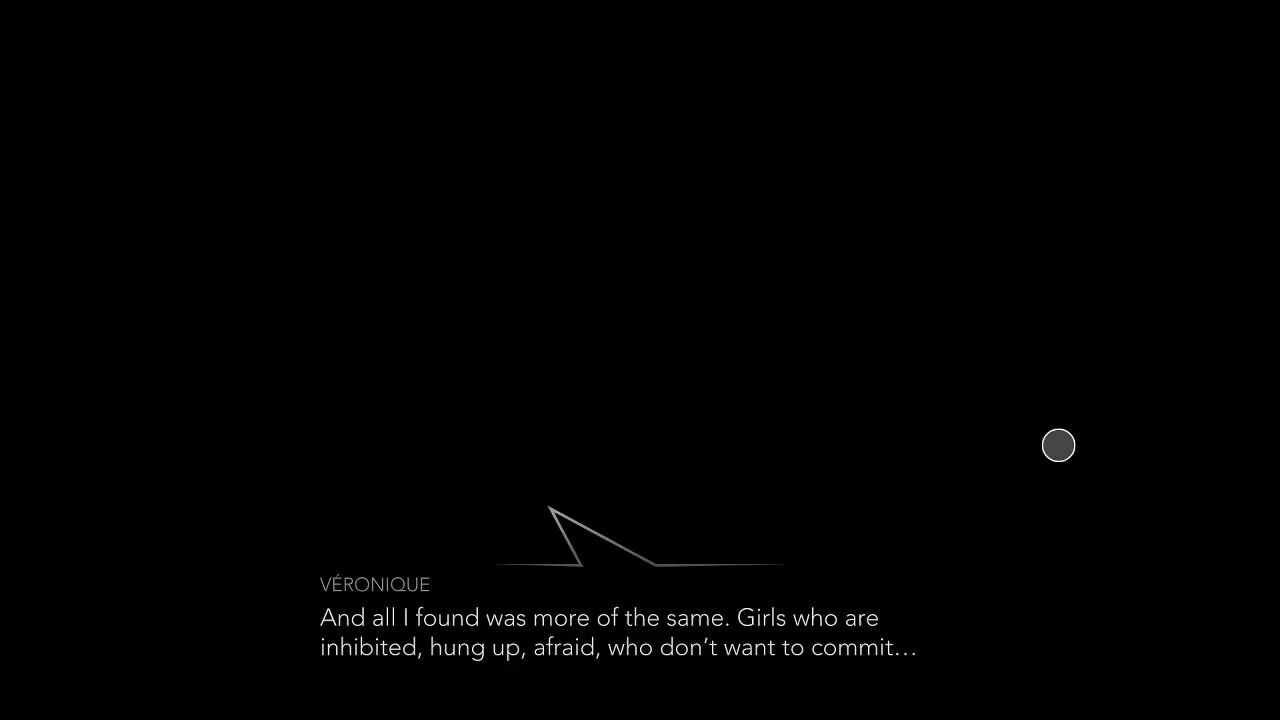 VÉRONIQUE
And all I found was more of the same. Girls who are
inhibited, hung up, afraid, who don’t want to commit…